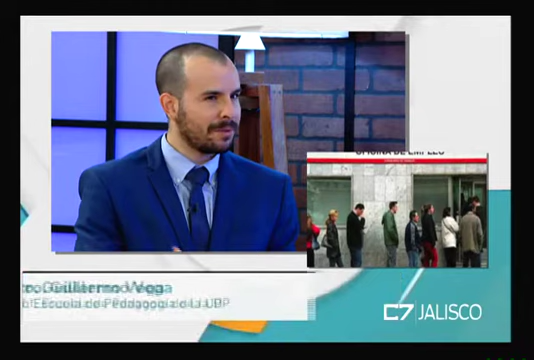 OFICINA DE EMPLEO
Guillermo Vega
Escuela de Pedagogía de La UP
C7 JALISCO